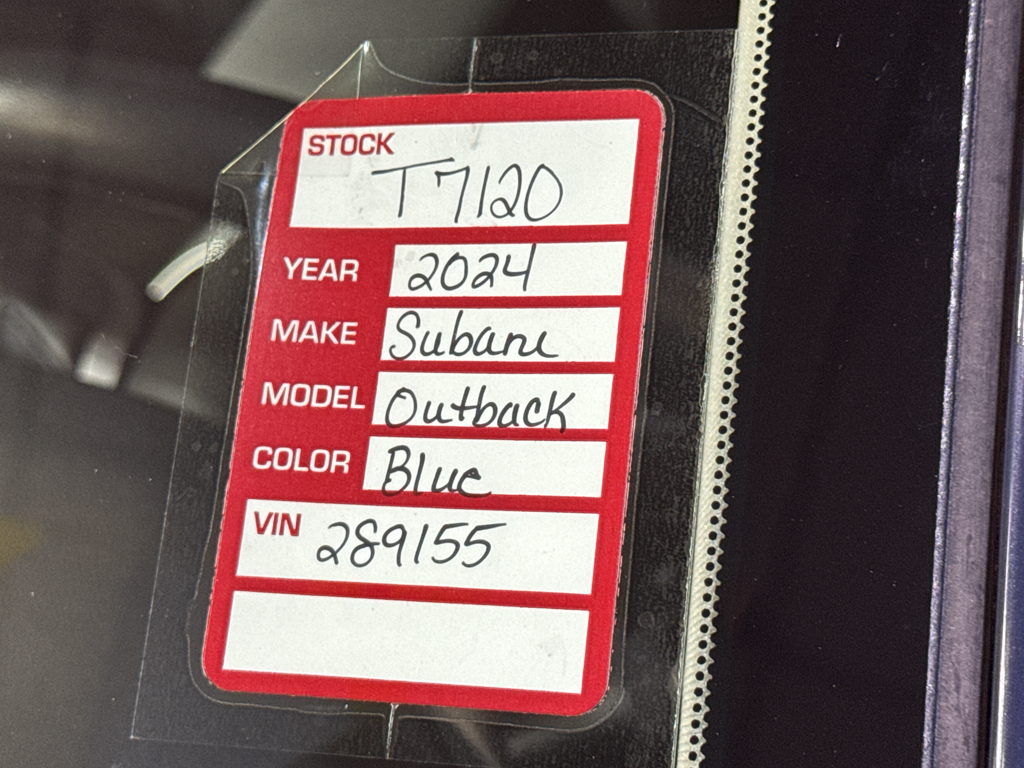 STOCK
T7120
YEAR 2024
MAKE Subaru
MODEL Outback
COLOR Blue
VIN 289155